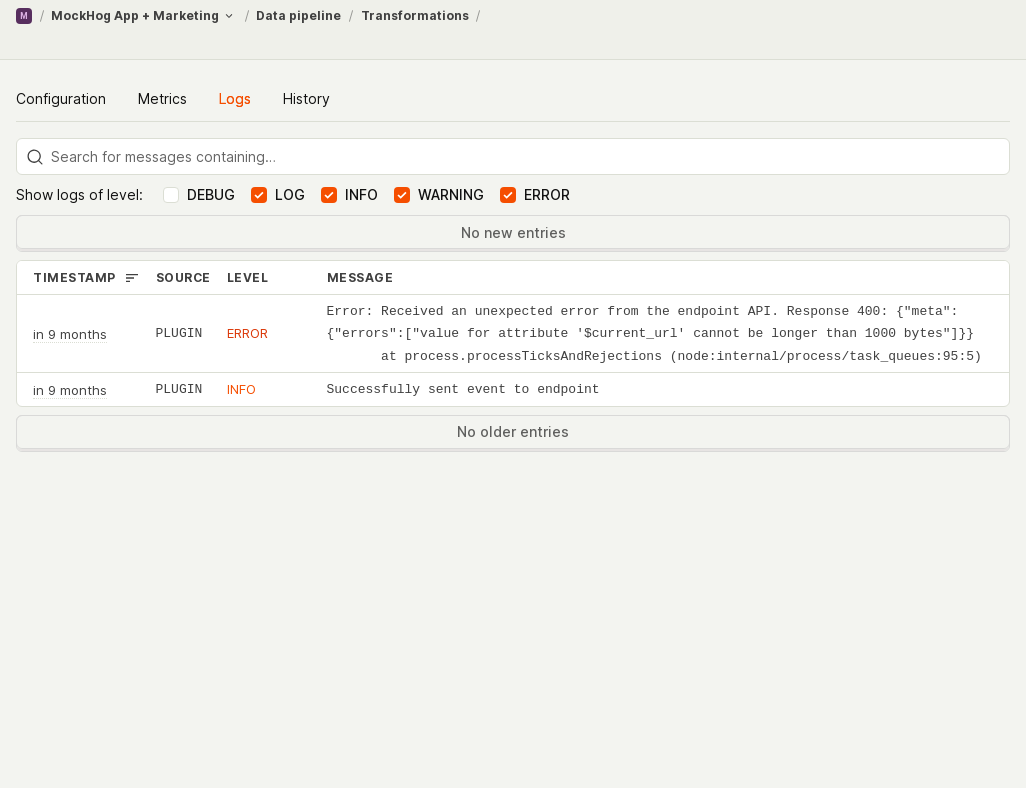 M / MockHog App + Marketing / Data pipeline / Transformations /
Configuration Metrics Logs History
Search for messages containing…
Show logs of level: DEBUG LOG INFO WARNING ERROR
No new entries
TIMESTAMP SOURCE LEVEL MESSAGE
Error: Received an unexpected error from the endpoint API. Response 400: {"meta":
in 9 months PLUGIN ERROR {"errors":["value for attribute '$current_url' cannot be longer than 1000 bytes"]}}
at process.processTicksAndRejections (node:internal/process/task_queues:95:5)
in 9 months PLUGIN INFO Successfully sent event to endpoint
No older entries